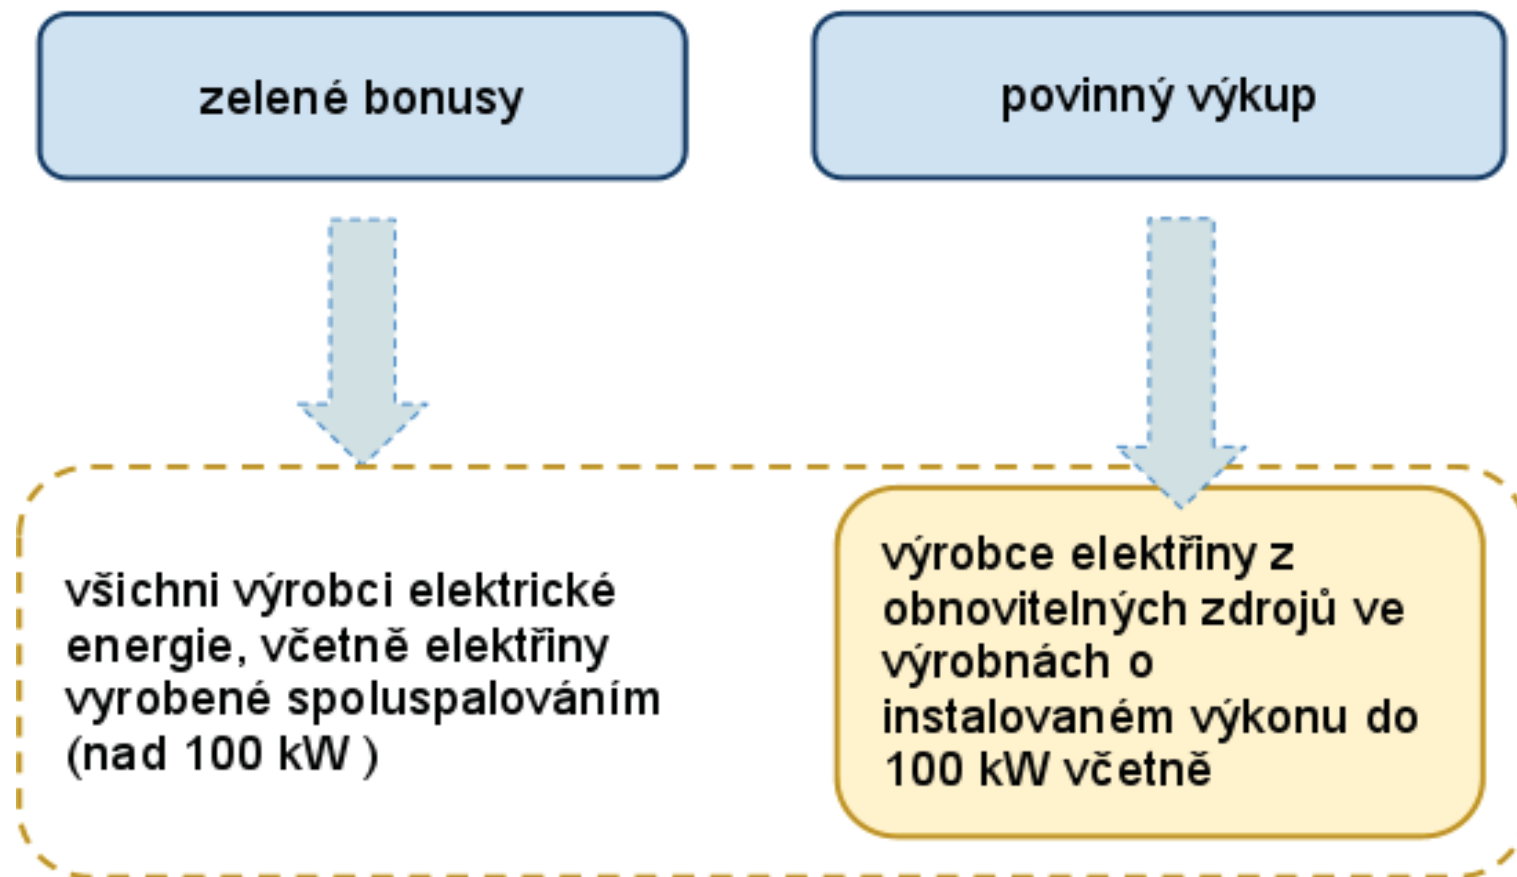 zelené bonusy
povinný výkup
všichni výrobci elektrické
energie, včetně elektřiny
vyrobené spoluspalováním
(nad 100 kW )
výrobce elektřiny z
obnovitelných zdrojů ve
výrobnách o
instalovaném výkonu do
100 kW včetně